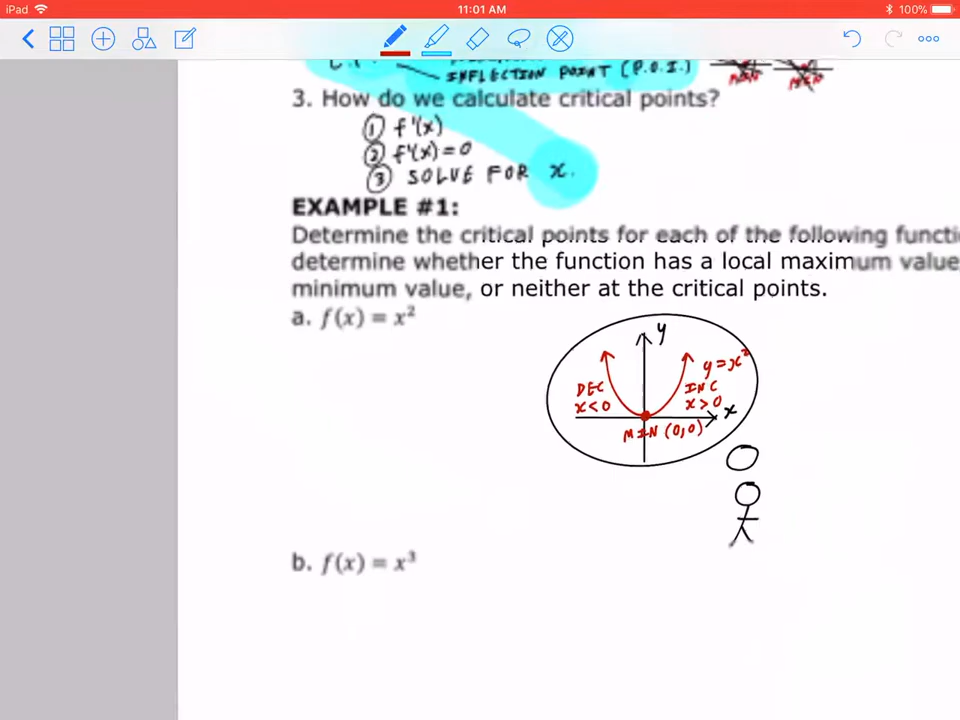 iPad 11:01 AM 100%
INFLECTION POINT (P.O.I.)
MIN MIN
3. How do we calculate critical points?
① f'(x)
② f'(x)=0
③ SOLVE FOR x.
EXAMPLE #1:
Determine the critical points for each of the following functi
determine whether the function has a local maximum value
minimum value, or neither at the critical points.
a. f(x) = x²
y
y=x²
DEC INC
x<0 x>0
x
MIN (0,0)
b. f(x) = x³